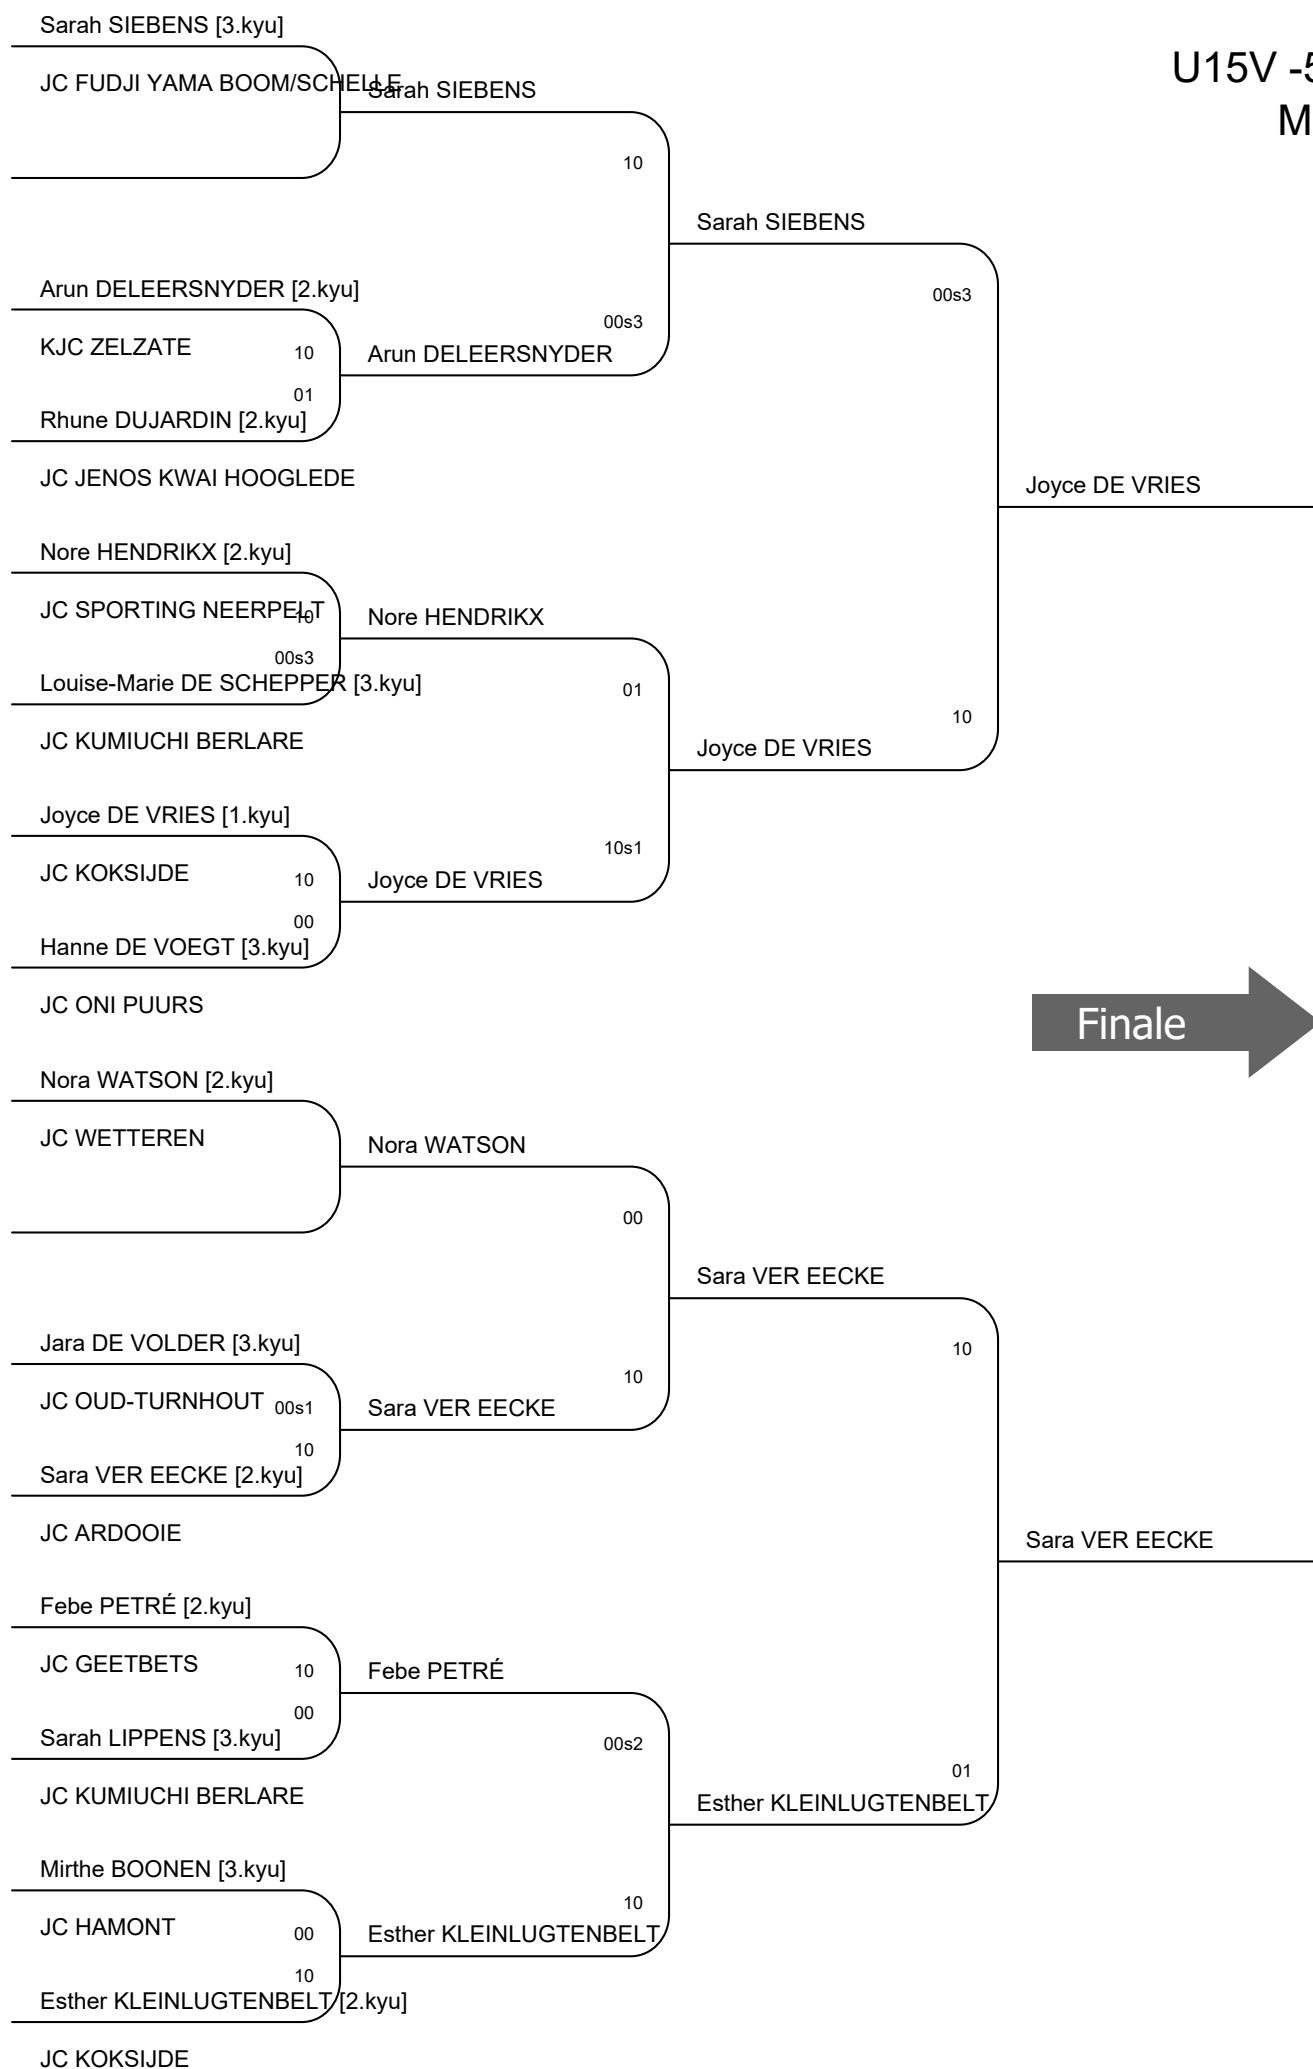 Sarah SIEBENS [3.kyu]
JC FUDJI YAMA BOOM/SCHELLE
Sarah SIEBENS
U15V -5
M
10
Sarah SIEBENS
Arun DELEERSNYDER [2.kyu]
00s3
00s3
KJC ZELZATE
10
Arun DELEERSNYDER
01
Rhune DUJARDIN [2.kyu]
JC JENOS KWAI HOOGLEDE
Joyce DE VRIES
Nore HENDRIKX [2.kyu]
JC SPORTING NEERPELT
10
Nore HENDRIKX
00s3
Louise-Marie DE SCHEPPER [3.kyu]
01
10
JC KUMIUCHI BERLARE
Joyce DE VRIES
Joyce DE VRIES [1.kyu]
10s1
JC KOKSIJDE
10
Joyce DE VRIES
00
Hanne DE VOEGT [3.kyu]
JC ONI PUURS
Finale
Nora WATSON [2.kyu]
JC WETTEREN
Nora WATSON
00
Sara VER EECKE
Jara DE VOLDER [3.kyu]
10
10
JC OUD-TURNHOUT
00s1
Sara VER EECKE
10
Sara VER EECKE [2.kyu]
JC ARDOOIE
Sara VER EECKE
Febe PETRÉ [2.kyu]
JC GEETBETS
10
Febe PETRÉ
00
Sarah LIPPENS [3.kyu]
00s2
01
JC KUMIUCHI BERLARE
Esther KLEINLUGTENBELT
Mirthe BOONEN [3.kyu]
10
JC HAMONT
00
Esther KLEINLUGTENBELT
10
Esther KLEINLUGTENBELT [2.kyu]
JC KOKSIJDE